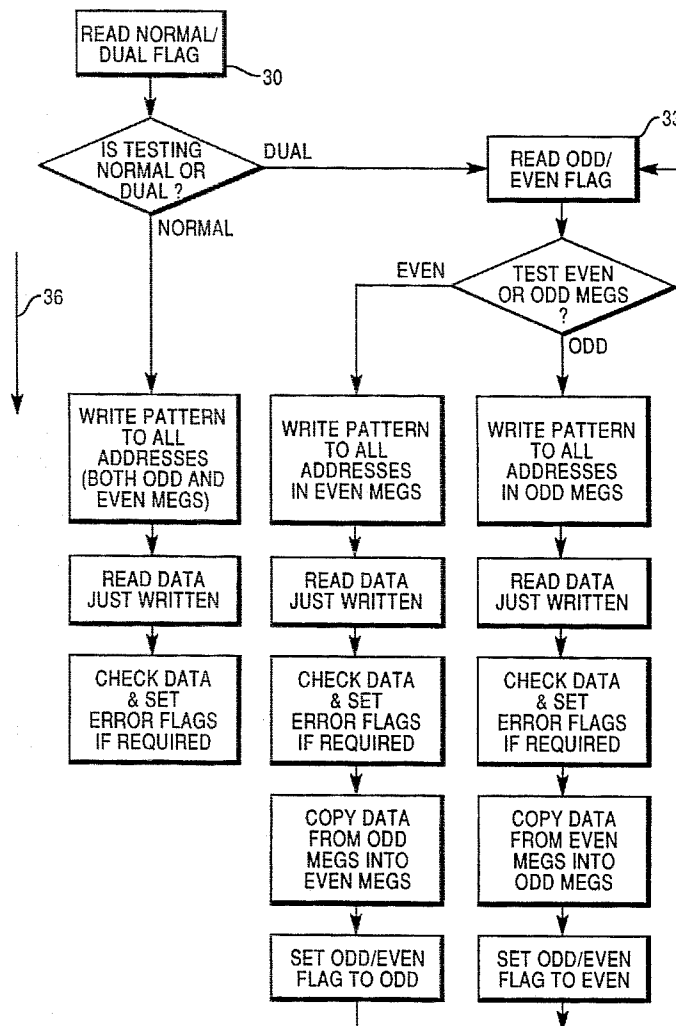 READ NORMAL/
DUAL FLAG
30
IS TESTING
NORMAL OR
DUAL ?
DUAL
NORMAL
33
READ ODD/
EVEN FLAG
TEST EVEN
OR ODD MEGS
?
EVEN
ODD
36
WRITE PATTERN
TO ALL
ADDRESSES
(BOTH ODD AND
EVEN MEGS)
READ DATA
JUST WRITTEN
CHECK DATA
& SET
ERROR FLAGS
IF REQUIRED
WRITE PATTERN
TO ALL
ADDRESSES
IN EVEN MEGS
READ DATA
JUST WRITTEN
CHECK DATA
& SET
ERROR FLAGS
IF REQUIRED
COPY DATA
FROM ODD
MEGS INTO
EVEN MEGS
SET ODD/EVEN
FLAG TO ODD
WRITE PATTERN
TO ALL
ADDRESSES
IN ODD MEGS
READ DATA
JUST WRITTEN
CHECK DATA
& SET
ERROR FLAGS
IF REQUIRED
COPY DATA
FROM EVEN
MEGS INTO
ODD MEGS
SET ODD/EVEN
FLAG TO EVEN